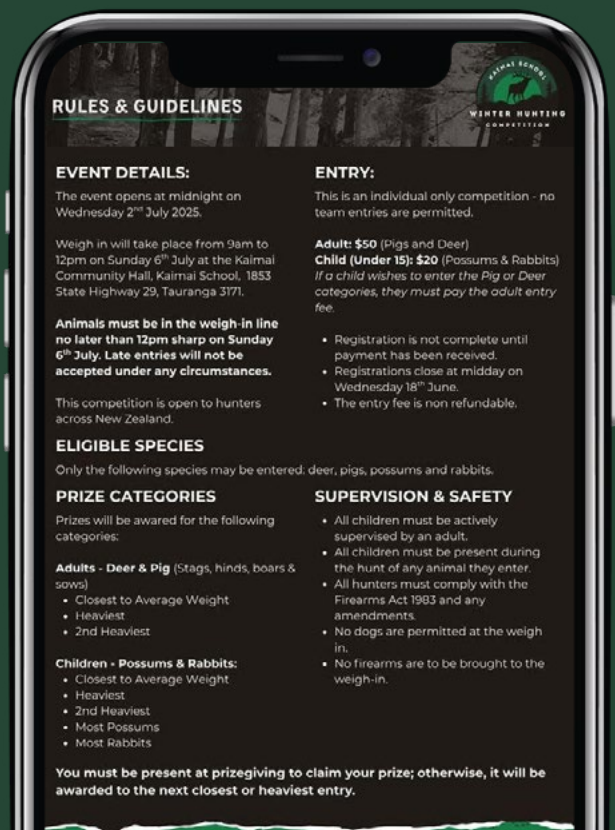 RULES & GUIDELINES
KAIMAI SCHOOL
WINTER HUNTING
COMPETITION
EVENT DETAILS:
The event opens at midnight on
Wednesday 2nd July 2025.
Weigh in will take place from 9am to
12pm on Sunday 6th July at the Kaimai
Community Hall, Kaimai School, 1853
State Highway 29, Tauranga 3171.
Animals must be in the weigh-in line
no later than 12pm sharp on Sunday
6th July. Late entries will not be
accepted under any circumstances.
This competition is open to hunters
across New Zealand.
ENTRY:
This is an individual only competition - no
team entries are permitted.
Adult: $50 (Pigs and Deer)
Child (Under 15): $20 (Possums & Rabbits)
If a child wishes to enter the Pig or Deer
categories, they must pay the adult entry
fee.
• Registration is not complete until
payment has been received.
• Registrations close at midday on
Wednesday 18th June.
• The entry fee is non refundable.
ELIGIBLE SPECIES
Only the following species may be entered: deer, pigs, possums and rabbits.
PRIZE CATEGORIES
Prizes will be awared for the following
categories:
Adults - Deer & Pig (Stags, hinds, boars &
sows)
• Closest to Average Weight
• Heaviest
• 2nd Heaviest
Children - Possums & Rabbits:
• Closest to Average Weight
• Heaviest
• 2nd Heaviest
• Most Possums
• Most Rabbits
SUPERVISION & SAFETY
• All children must be actively
supervised by an adult.
• All children must be present during
the hunt of any animal they enter.
• All hunters must comply with the
Firearms Act 1983 and any
amendments.
• No dogs are permitted at the weigh
in.
• No firearms are to be brought to the
weigh-in.
You must be present at prizegiving to claim your prize; otherwise, it will be
awarded to the next closest or heaviest entry.